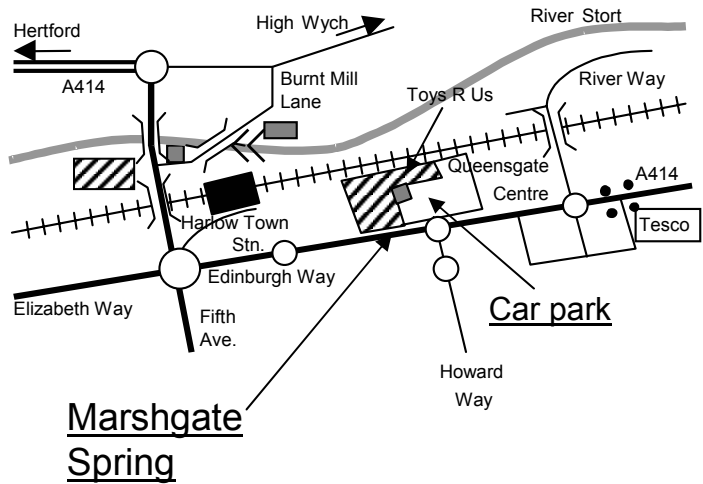 High Wych
River Stort
Hertford
A414
Burnt Mill
Lane
River Way
Toys R Us
Queensgate
Centre
A414
Tesco
Harlow Town
Stn.
Edinburgh Way
Elizabeth Way
Fifth
Ave.
Car park
Howard
Way
Marshgate
Spring